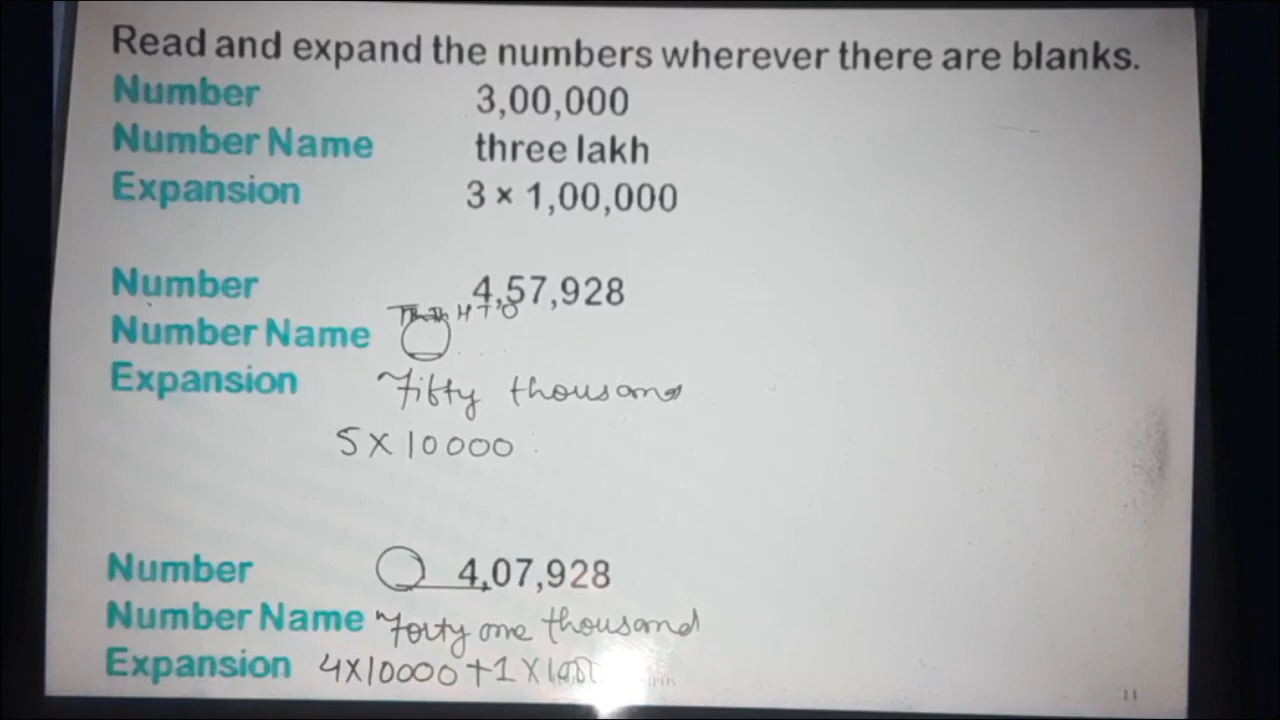 Read and expand the numbers wherever there are blanks.
Number 3,00,000
Number Name three lakh
Expansion 3 × 1,00,000
Number 4,57,928
H T O
Number Name
Expansion Fifty thousand
5 X 10000
Number 4,07,928
Number Name Forty one thousand
Expansion 4X10000 + 1 X
11